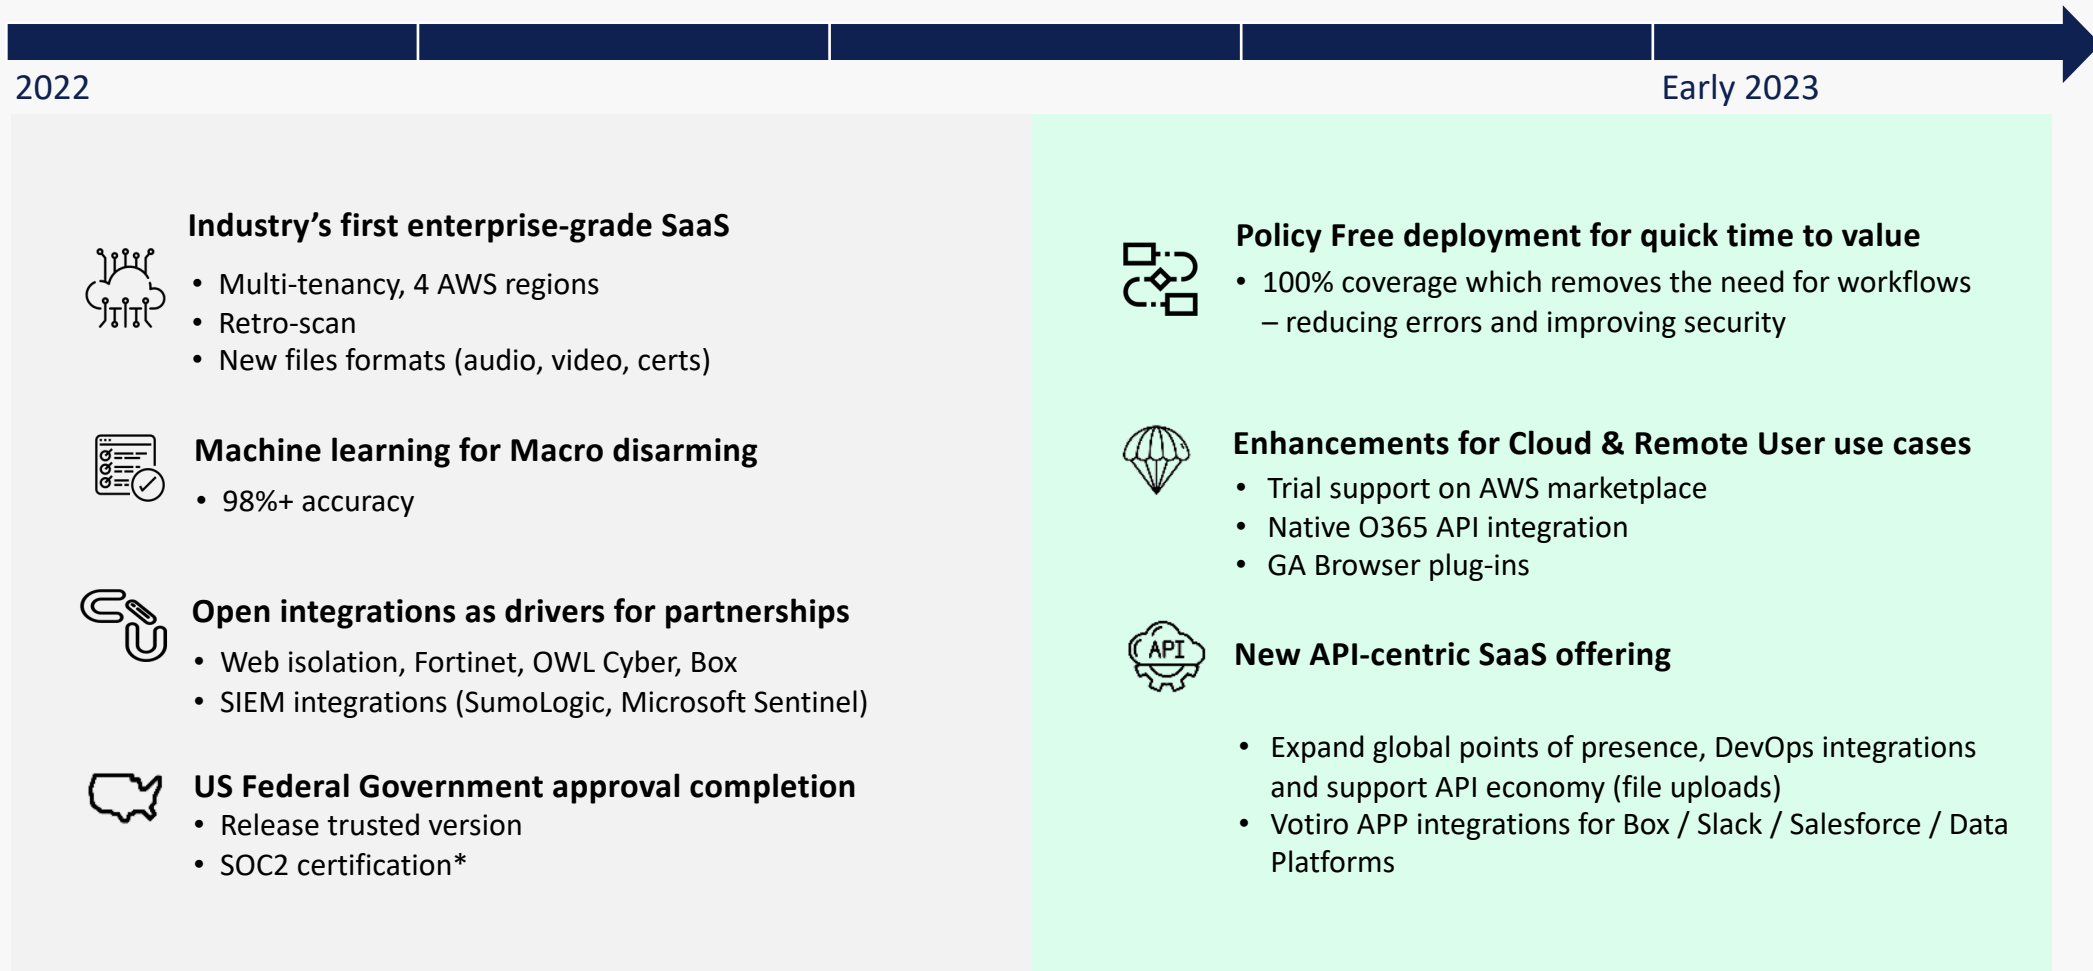 2022
Early 2023
Industry’s first enterprise-grade SaaS
• Multi-tenancy, 4 AWS regions
• Retro-scan
• New files formats (audio, video, certs)
Machine learning for Macro disarming
• 98%+ accuracy
Open integrations as drivers for partnerships
• Web isolation, Fortinet, OWL Cyber, Box
• SIEM integrations (SumoLogic, Microsoft Sentinel)
US Federal Government approval completion
• Release trusted version
• SOC2 certification*
Policy Free deployment for quick time to value
• 100% coverage which removes the need for workflows
– reducing errors and improving security
Enhancements for Cloud & Remote User use cases
• Trial support on AWS marketplace
• Native O365 API integration
• GA Browser plug-ins
API
New API-centric SaaS offering
• Expand global points of presence, DevOps integrations
and support API economy (file uploads)
• Votiro APP integrations for Box / Slack / Salesforce / Data
Platforms